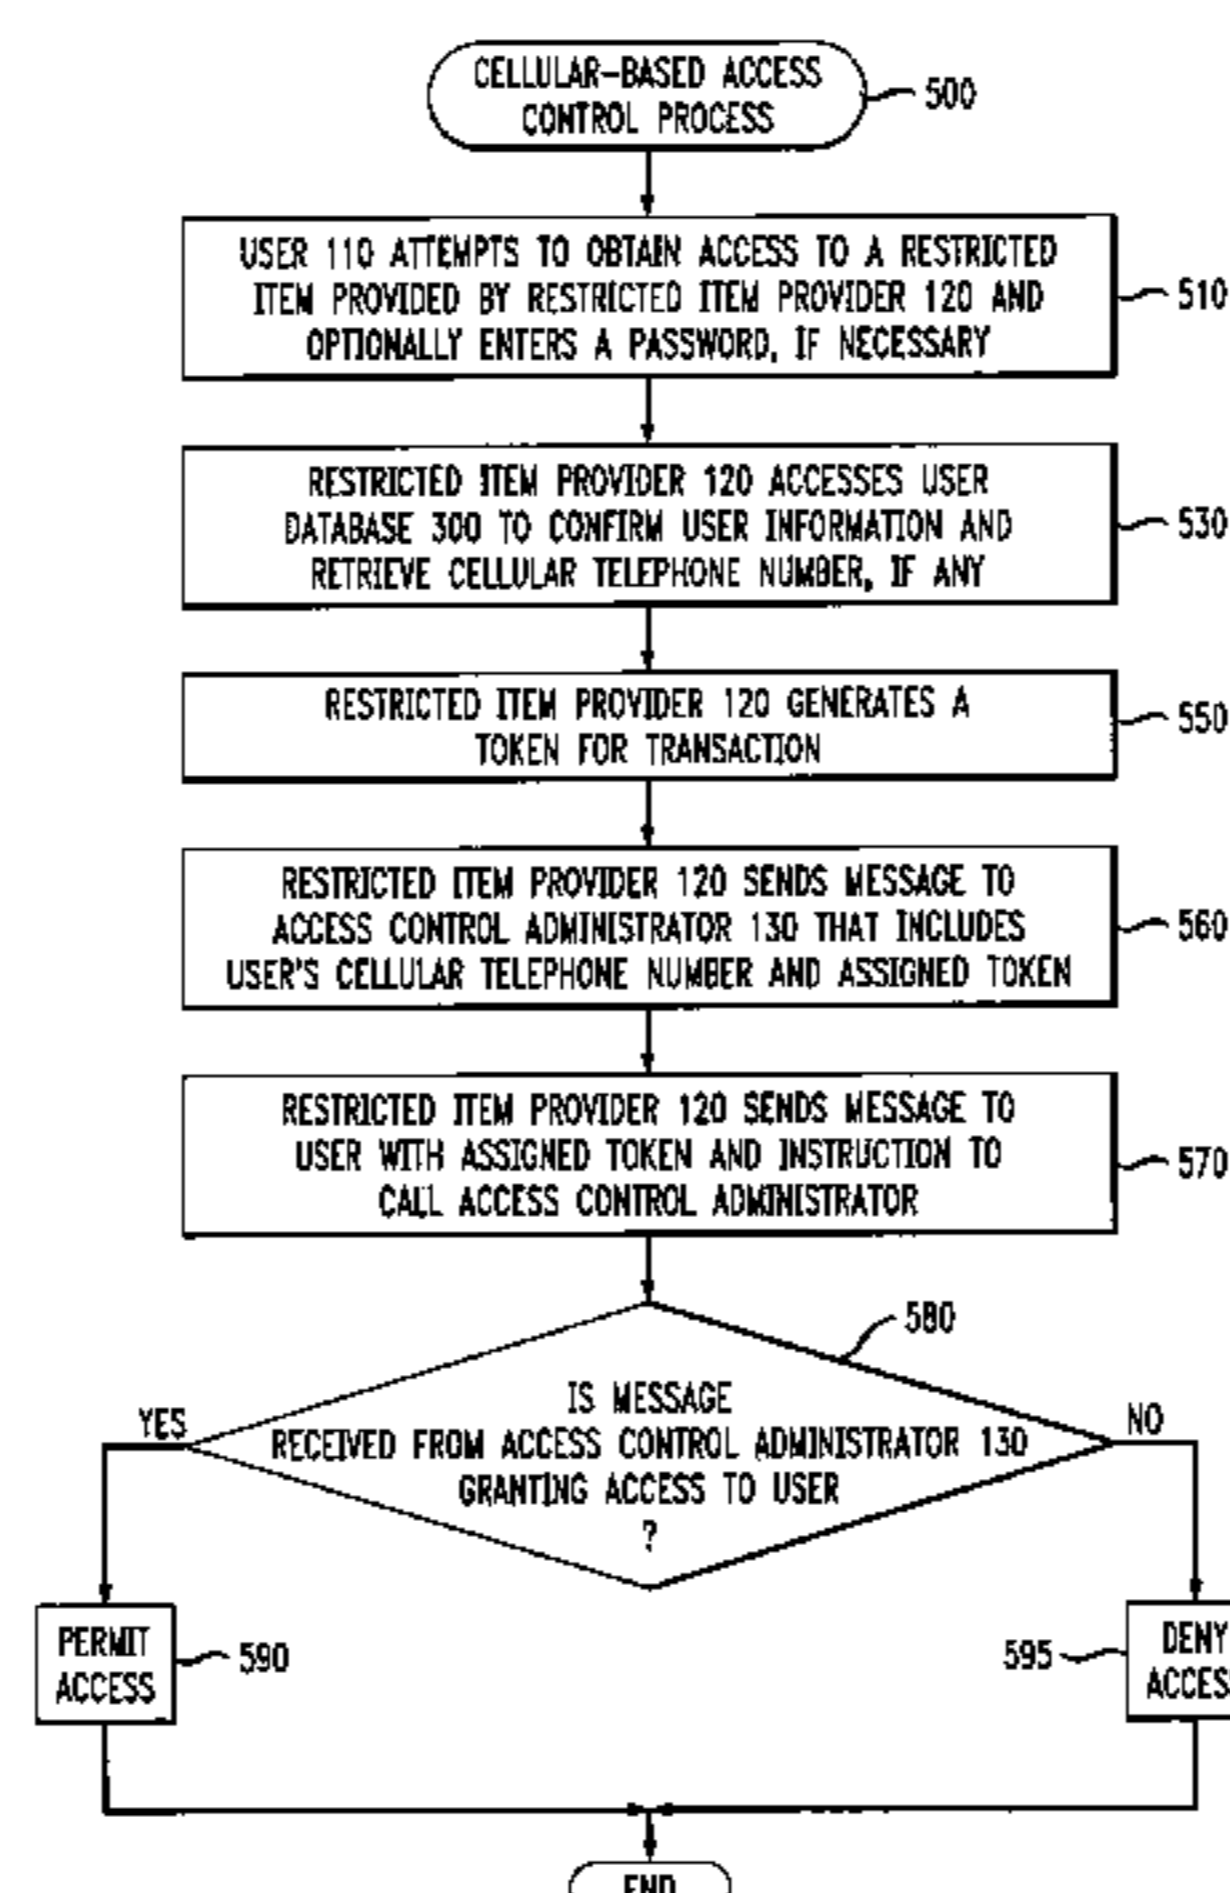 CELLULAR-BASED ACCESS
CONTROL PROCESS
500
USER 110 ATTEMPTS TO OBTAIN ACCESS TO A RESTRICTED
ITEM PROVIDED BY RESTRICTED ITEM PROVIDER 120 AND
OPTIONALLY ENTERS A PASSWORD, IF NECESSARY
510
RESTRICTED ITEM PROVIDER 120 ACCESSES USER
DATABASE 300 TO CONFIRM USER INFORMATION AND
RETRIEVE CELLULAR TELEPHONE NUMBER, IF ANY
530
RESTRICTED ITEM PROVIDER 120 GENERATES A
TOKEN FOR TRANSACTION
550
RESTRICTED ITEM PROVIDER 120 SENDS MESSAGE TO
ACCESS CONTROL ADMINISTRATOR 130 THAT INCLUDES
USER'S CELLULAR TELEPHONE NUMBER AND ASSIGNED TOKEN
560
RESTRICTED ITEM PROVIDER 120 SENDS MESSAGE TO
USER WITH ASSIGNED TOKEN AND INSTRUCTION TO
CALL ACCESS CONTROL ADMINISTRATOR
570
580
IS MESSAGE
RECEIVED FROM ACCESS CONTROL ADMINISTRATOR 130
GRANTING ACCESS TO USER
?
YES
NO
PERMIT
ACCESS
590
595
DENY
ACCESS
END